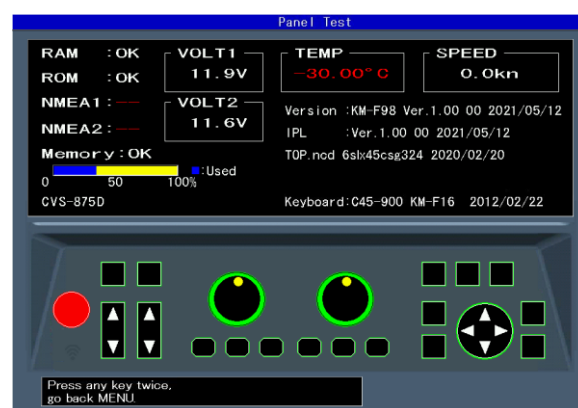 Panel Test
RAM :OK
ROM :OK
NMEA1:--
NMEA2:--
Memory:OK
0 50 100%
:Used
CVS-875D
VOLT1
11.9V
VOLT2
11.6V
TEMP
-30.00°C
SPEED
0.0kn
Version :KM-F98 Ver.1.00 00 2021/05/12
IPL :Ver.1.00 00 2021/05/12
TOP.ncd 6slx45csg324 2020/02/20
Keyboard:C45-900 KM-F16 2012/02/22
Press any key twice,
go back MENU.